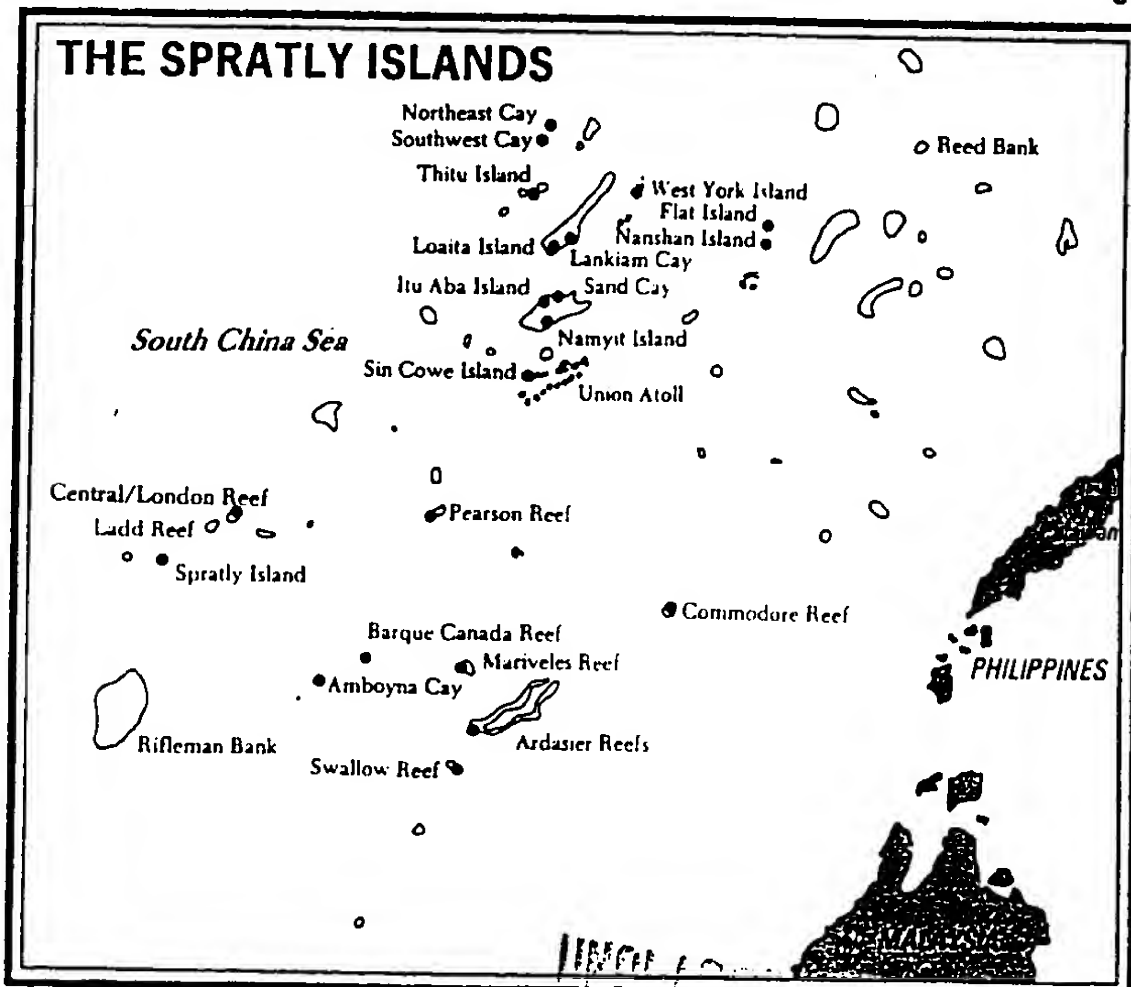 THE SPRATLY ISLANDS
Northeast Cay
Southwest Cay
Reed Bank
Thitu Island
West York Island
Flat Island
Loaita Island
Nanshan Island
Lankiam Cay
Itu Aba Island
Sand Cay
South China Sea
Namyit Island
Sin Cowe Island
Union Atoll
Central/London Reef
Ladd Reef
Pearson Reef
Spratly Island
Commodore Reef
Barque Canada Reef
Mariveles Reef
PHILIPPINES
Amboyna Cay
Rifleman Bank
Ardasier Reefs
Swallow Reef